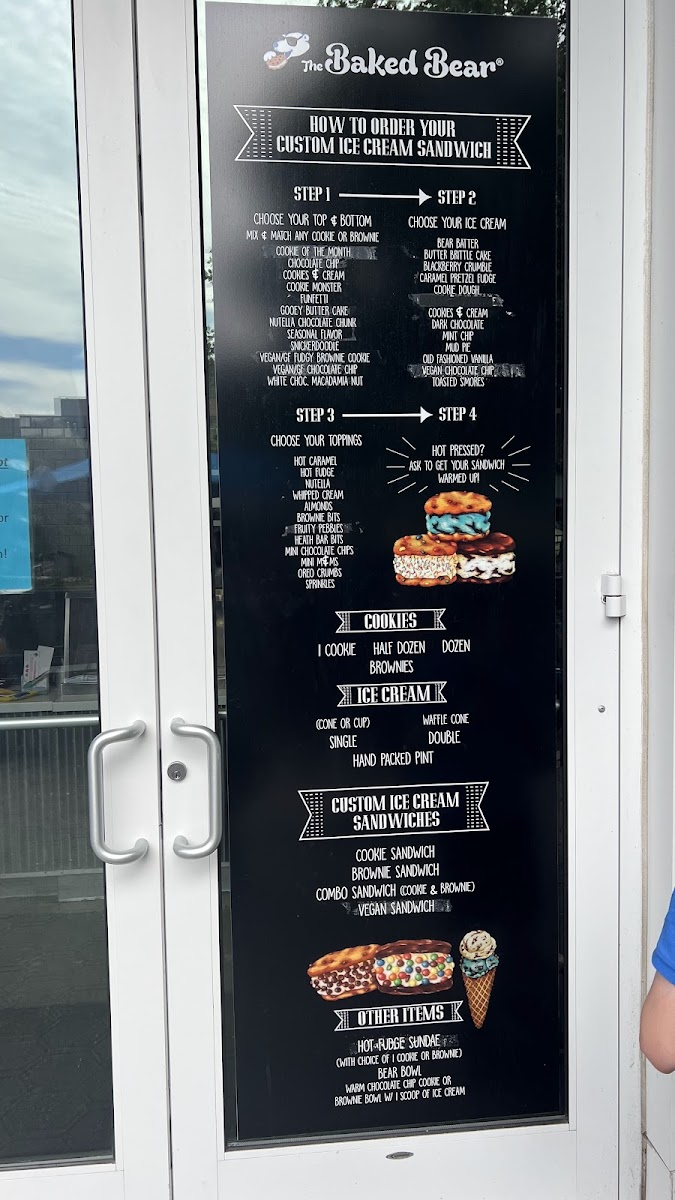 The Baked Bear®
HOW TO ORDER YOUR
CUSTOM ICE CREAM SANDWICH
STEP 1
STEP 2
CHOOSE YOUR TOP & BOTTOM
MIX & MATCH ANY COOKIE OR BROWNIE
COOKIE OF THE MONTH
CHOCOLATE CHIP
COOKIES & CREAM
COOKIE MONSTER
FUNFETTI
GOOEY BUTTER CAKE
NUTELLA CHOCOLATE CHUNK
SEASONAL FLAVOR
SNICKERDOODLE
VEGAN/GF FUDGY BROWNIE COOKIE
VEGAN/GF CHOCOLATE CHIP
WHITE CHOC. MACADAMIA NUT
CHOOSE YOUR ICE CREAM
BEAR BATTER
BUTTER BRITTLE CAKE
BLACKBERRY CRUMBLE
CARAMEL PRETZEL FUDGE
COOKIE DOUGH
COOKIES & CREAM
DARK CHOCOLATE
MINT CHIP
MUD PIE
OLD FASHIONED VANILLA
VEGAN CHOCOLATE CHIP
TOASTED SMORES
STEP 3
STEP 4
CHOOSE YOUR TOPPINGS
HOT CARAMEL
HOT FUDGE
NUTELLA
WHIPPED CREAM
ALMONDS
BROWNIE BITS
FRUITY PEBBLES
HEATH BAR BITS
MINI CHOCOLATE CHIPS
MINI M&MS
OREO CRUMBS
SPRINKLES
HOT PRESSED?
ASK TO GET YOUR SANDWICH
WARMED UP!
COOKIES
1 COOKIE HALF DOZEN DOZEN
BROWNIES
ICE CREAM
(CONE OR CUP) WAFFLE CONE
SINGLE DOUBLE
HAND PACKED PINT
CUSTOM ICE CREAM
SANDWICHES
COOKIE SANDWICH
BROWNIE SANDWICH
COMBO SANDWICH (COOKIE & BROWNIE)
VEGAN SANDWICH
OTHER ITEMS
HOT FUDGE SUNDAE
(WITH CHOICE OF 1 COOKIE OR BROWNIE)
BEAR BOWL
WARM CHOCOLATE CHIP COOKIE OR
BROWNIE BOWL W/ 1 SCOOP OF ICE CREAM